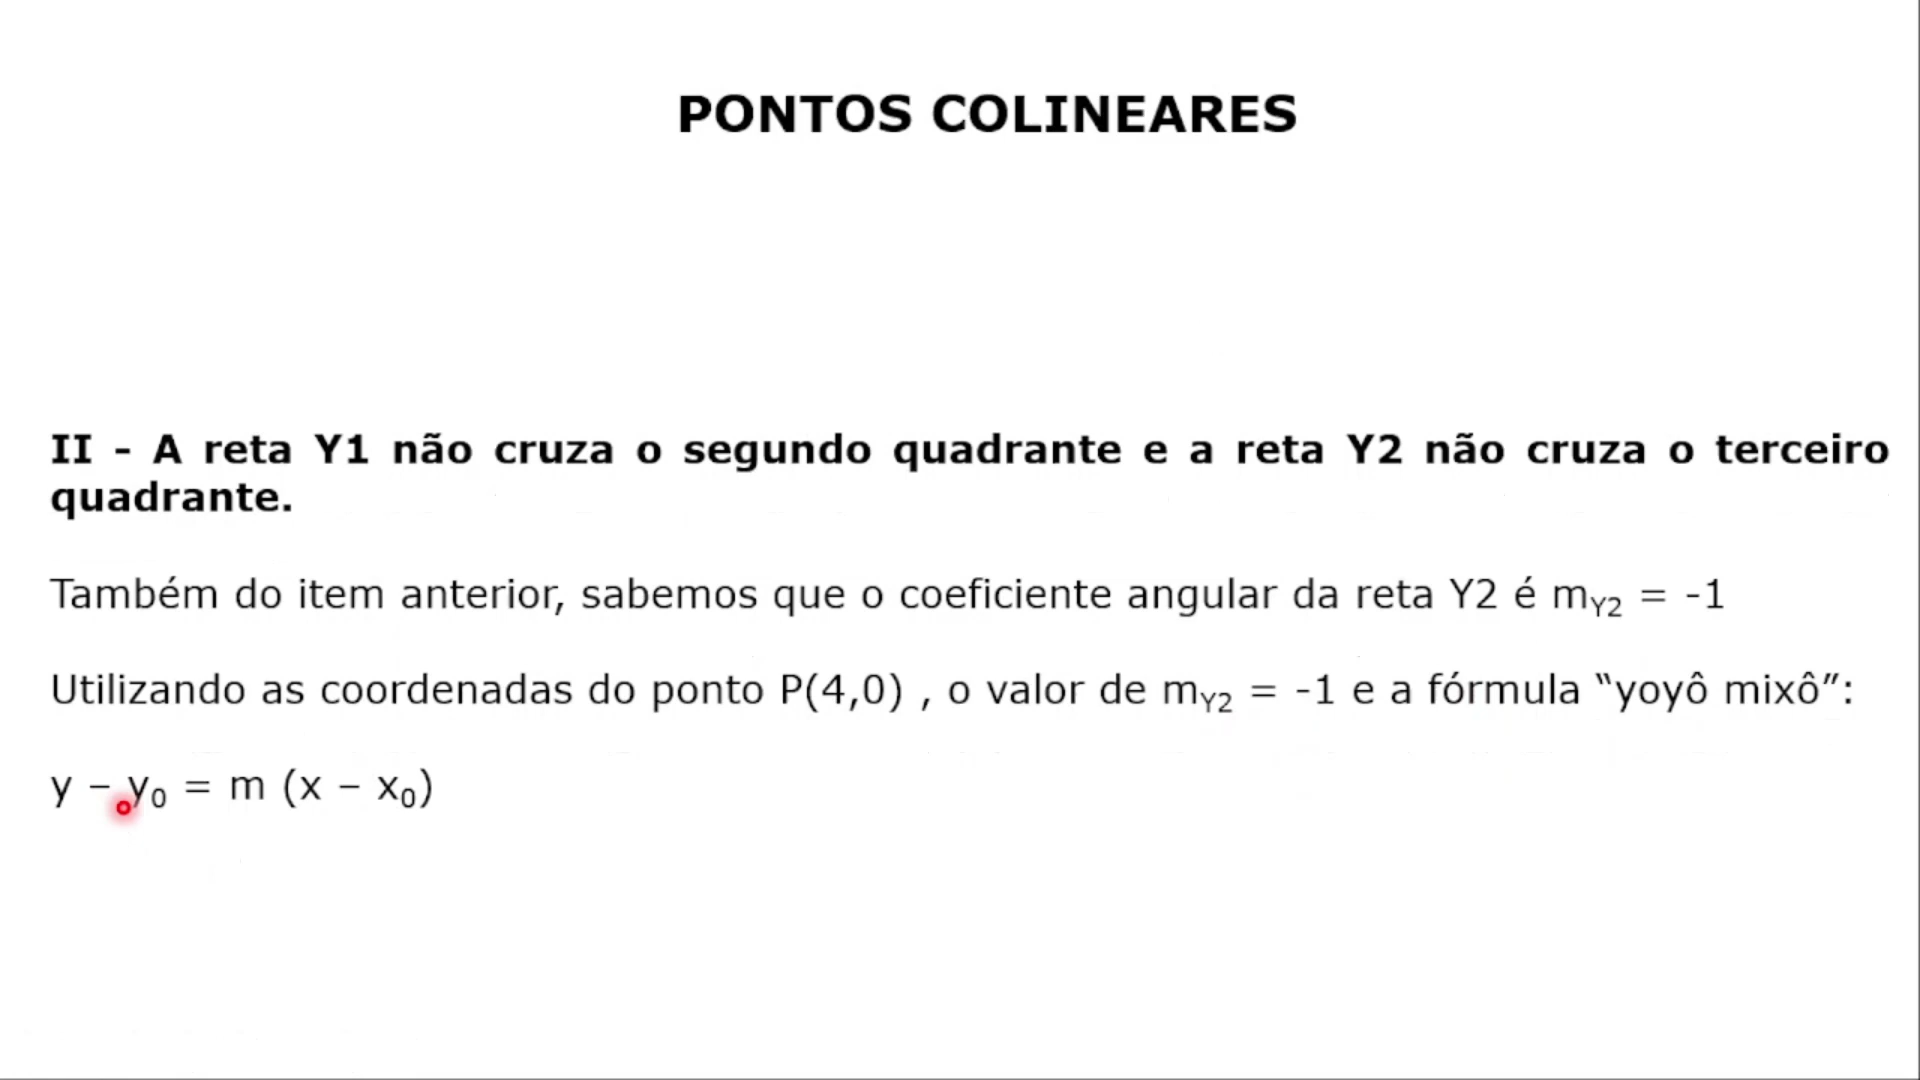 PONTOS COLINEARES
II - A reta Y1 não cruza o segundo quadrante e a reta Y2 não cruza o terceiro
quadrante.
Também do item anterior, sabemos que o coeficiente angular da reta Y2 é m_Y2 = -1
Utilizando as coordenadas do ponto P(4,0) , o valor de m_Y2 = -1 e a fórmula “yoyô mixô”:
y – y₀ = m (x – x₀)